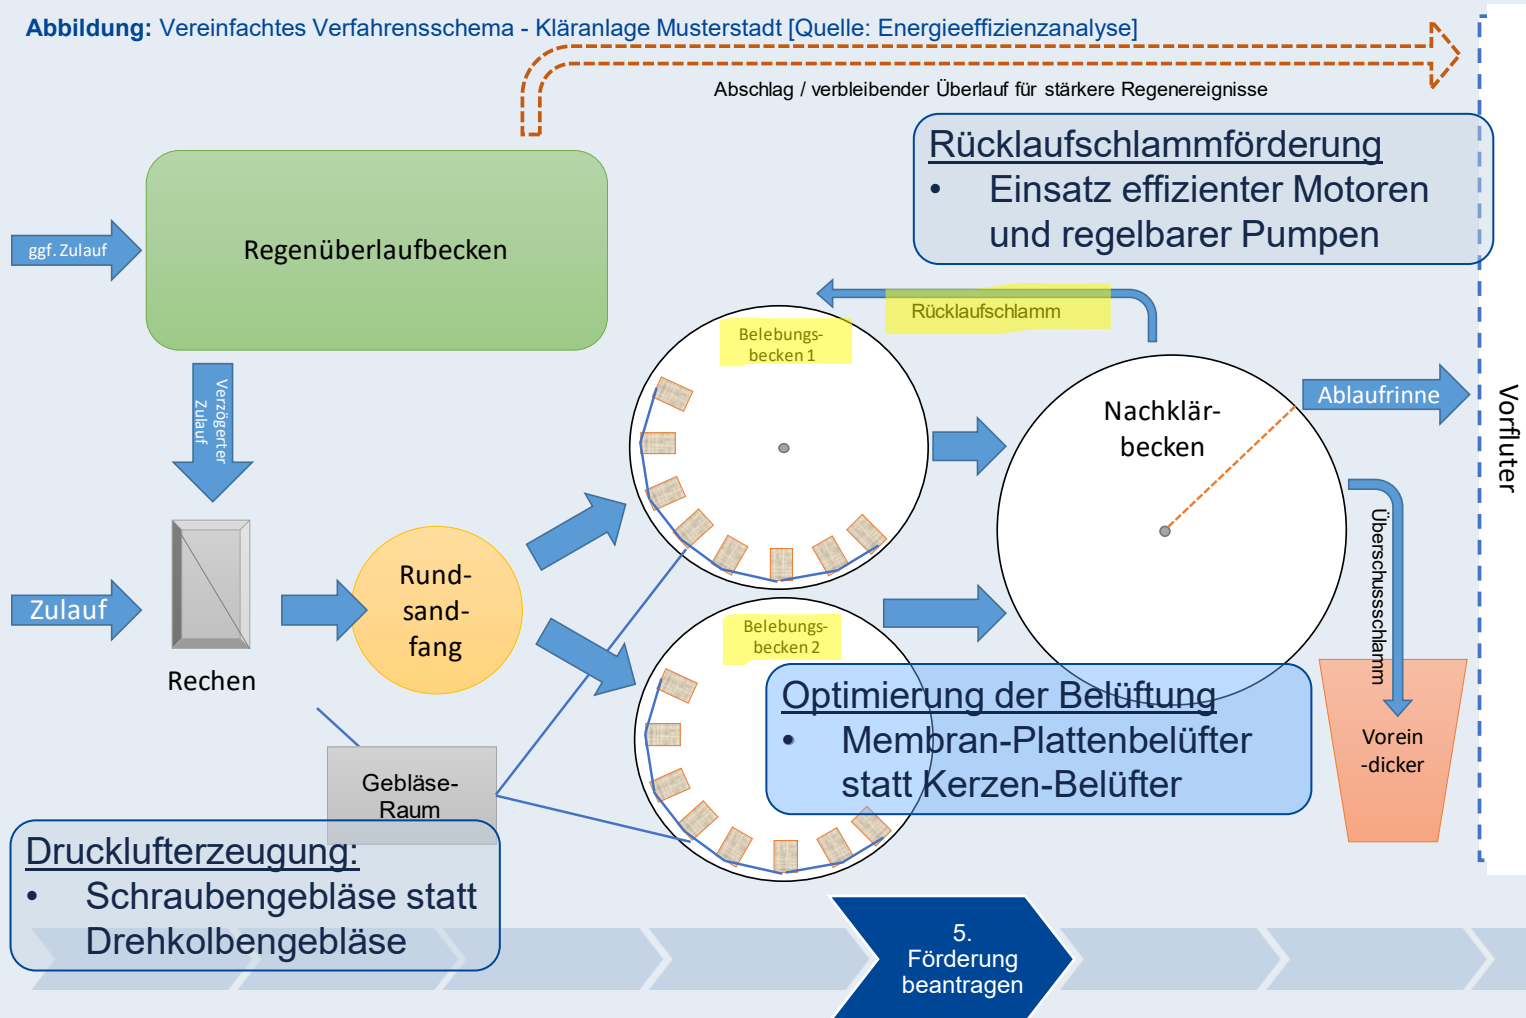 Abbildung: Vereinfachtes Verfahrensschema - Kläranlage Musterstadt [Quelle: Energieeffizienzanalyse]
Abschlag / verbleibender Überlauf für stärkere Regenereignisse
Rücklaufschlammförderung
• Einsatz effizienter Motoren
und regelbarer Pumpen
ggf. Zulauf
Regenüberlaufbecken
Rücklaufschlamm
Belebungs-
becken 1
Verzögerter
Zulauf
Nachklär-
becken
Ablaufrinne
Vorfluter
Zulauf
Rechen
Rund-
sand-
fang
Überschussschlamm
Belebungs-
becken 2
Optimierung der Belüftung
• Membran-Plattenbelüfter
statt Kerzen-Belüfter
Vorein
-dicker
Gebläse-
Raum
Drucklufterzeugung:
• Schraubengebläse statt
Drehkolbengebläse
5.
Förderung
beantragen